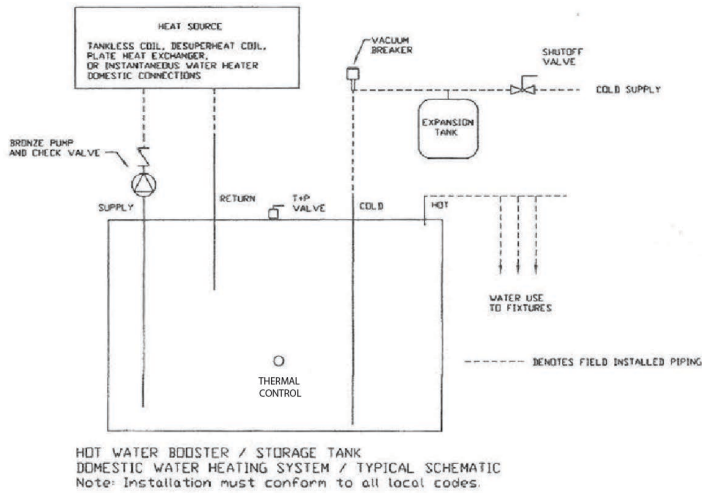 HEAT SOURCE
TANKLESS COIL, DESUPERHEAT COIL,
PLATE HEAT EXCHANGER,
OR INSTANTANEOUS WATER HEATER
DOMESTIC CONNECTIONS
VACUUM
BREAKER
SHUTOFF
VALVE
COLD SUPPLY
EXPANSION
TANK
BRONZE PUMP
AND CHECK VALVE
SUPPLY
RETURN
T+P
VALVE
COLD
HOT
WATER USE
TO FIXTURES
DENOTES FIELD INSTALLED PIPING
THERMAL
CONTROL
HOT WATER BOOSTER / STORAGE TANK
DOMESTIC WATER HEATING SYSTEM / TYPICAL SCHEMATIC
Note: Installation must conform to all local codes.